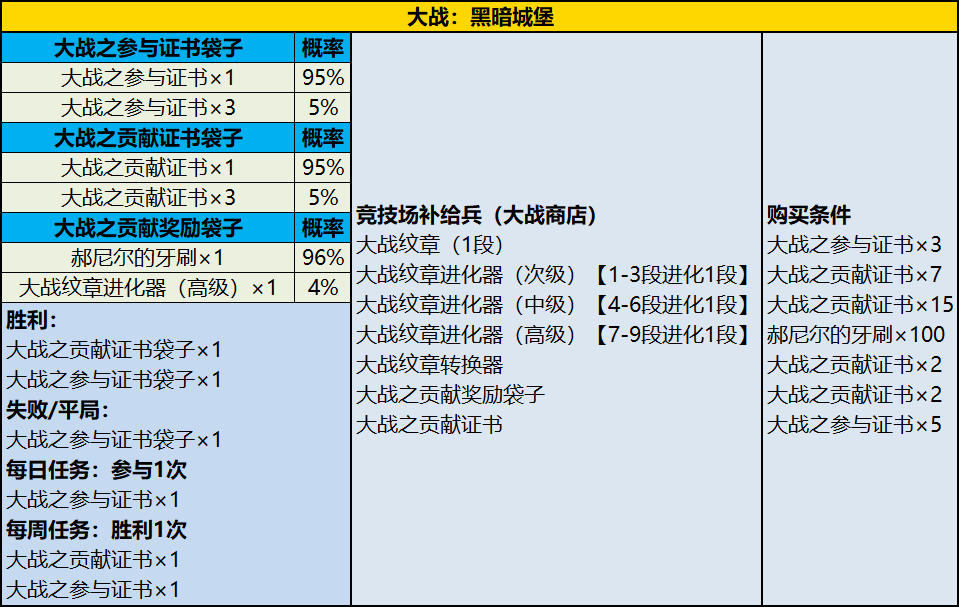 大战：黑暗城堡
大战之参与证书袋子 概率
大战之参与证书×1 95%
大战之参与证书×3 5%
大战之贡献证书袋子 概率
大战之贡献证书×1 95%
大战之贡献证书×3 5%
大战之贡献奖励袋子 概率
郝尼尔的牙刷×1 96%
大战纹章进化器（高级）×1 4%
胜利：
大战之贡献证书袋子×1
大战之参与证书袋子×1
失败/平局：
大战之参与证书袋子×1
每日任务：参与1次
大战之参与证书×1
每周任务：胜利1次
大战之贡献证书×1
大战之参与证书×1
竞技场补给兵（大战商店） 购买条件
大战纹章（1段） 大战之参与证书×3
大战纹章进化器（次级）【1-3段进化1段】 大战之贡献证书×7
大战纹章进化器（中级）【4-6段进化1段】 大战之贡献证书×15
大战纹章进化器（高级）【7-9段进化1段】 郝尼尔的牙刷×100
大战纹章转换器 大战之贡献证书×2
大战之贡献奖励袋子 大战之贡献证书×2
大战之贡献证书 大战之参与证书×5